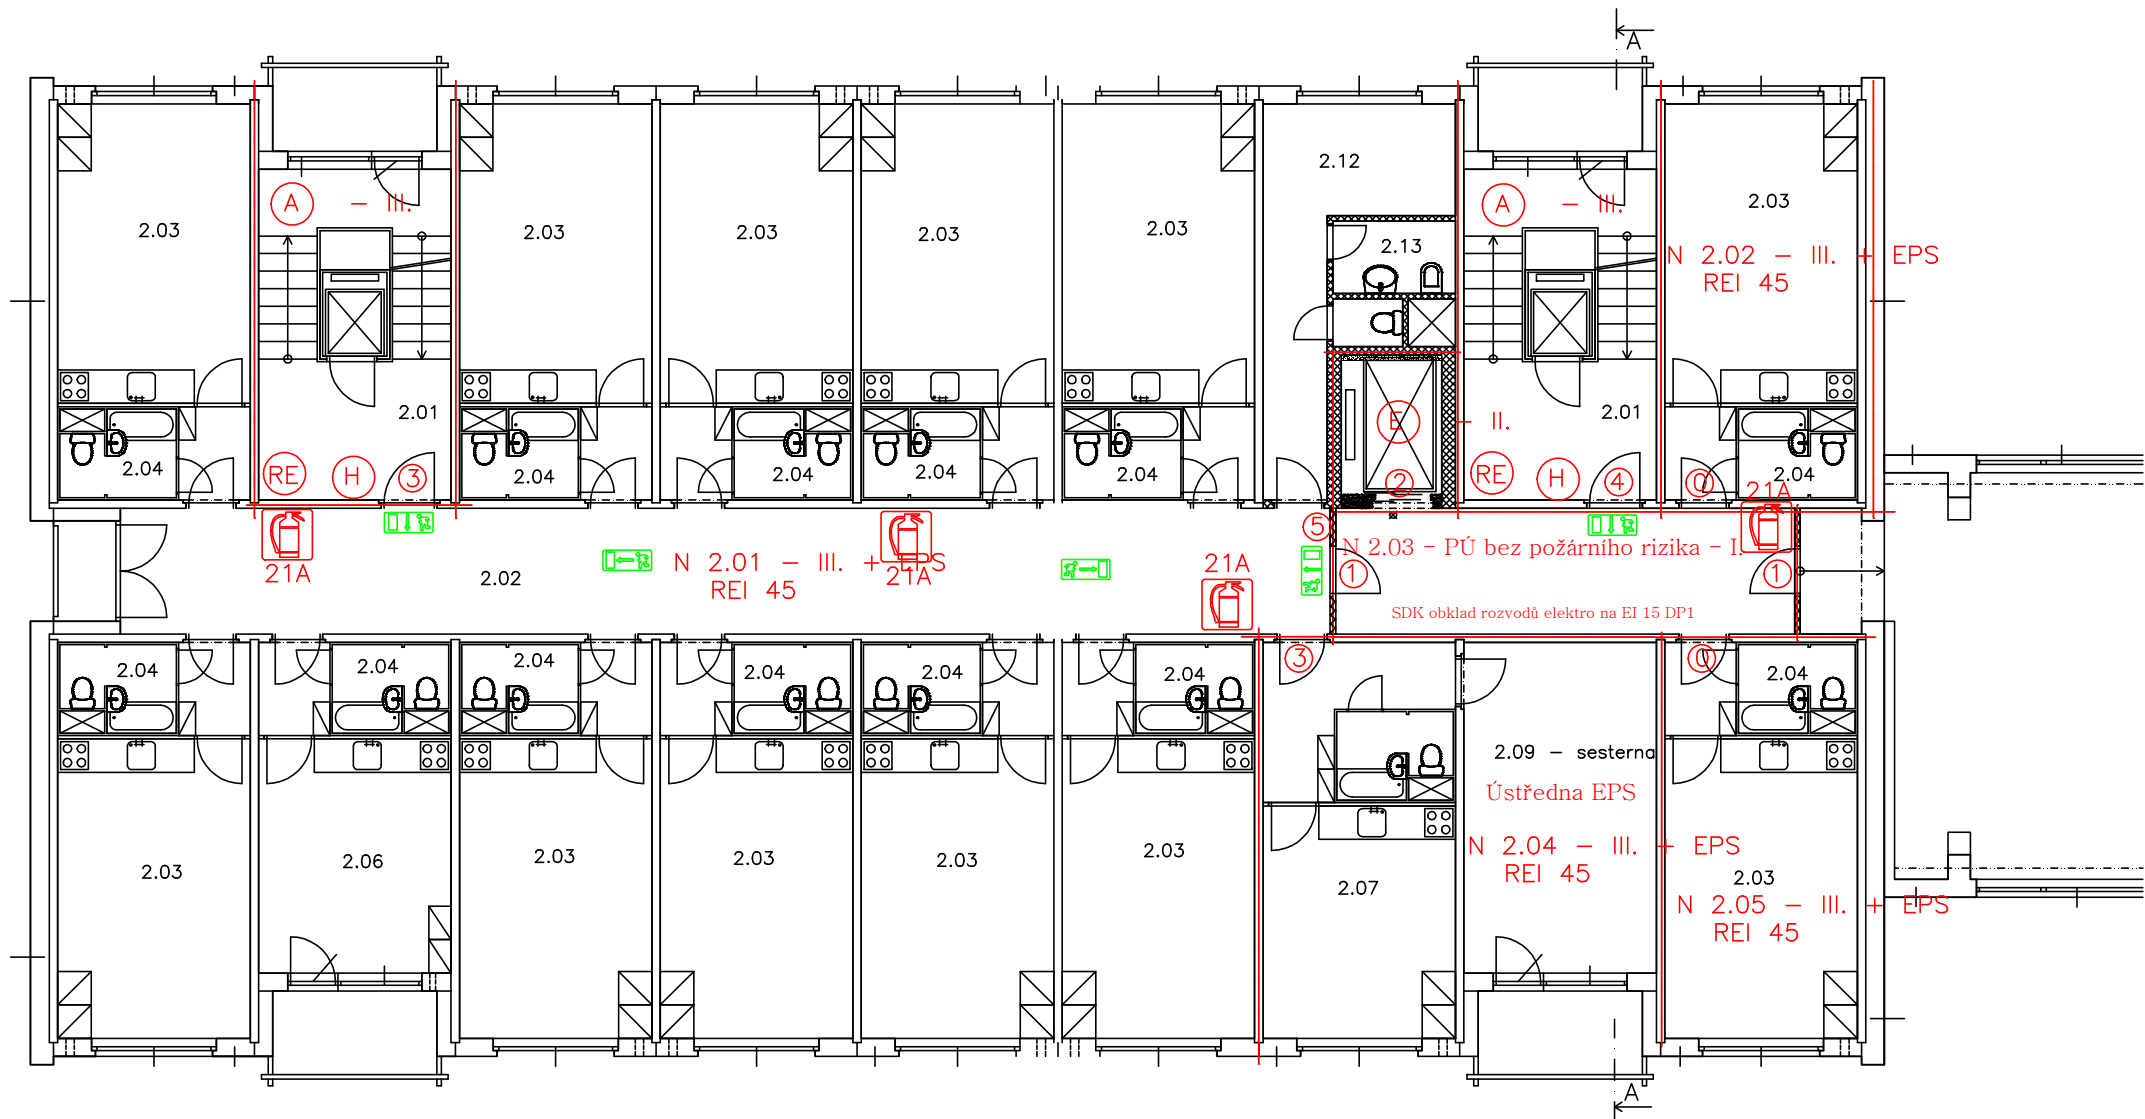 A
2.12
A – III.
A – III.
2.03
2.03
2.03
2.03
2.03
2.03
2.13
N 2.02 – III. + EPS
REI 45
2.01
2.01
E – II.
2.04
2.04
2.04
2.04
2.04
2.04
RE H 3
2
RE H 4
0
21A
5
N 2.03 – PÚ bez požárního rizika – I.
N 2.01 – III. + EPS
REI 45
21A
21A
21A
2.02
1
1
SDK obklad rozvodů elektro na EI 15 DP1
3
0
2.04
2.04
2.04
2.04
2.04
2.04
2.04
2.09 – sesterna
Ústředna EPS
N 2.04 – III. + EPS
REI 45
2.03
2.06
2.03
2.03
2.03
2.03
2.07
2.03
N 2.05 – III. + EPS
REI 45
A